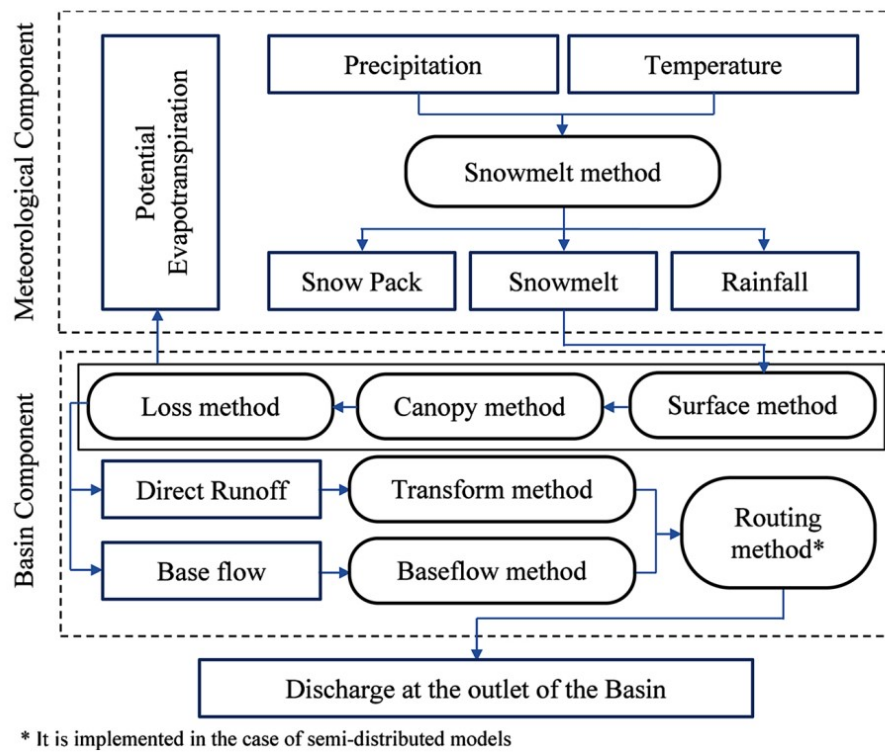 Meteorological Component
Potential
Evapotranspiration
Precipitation
Temperature
Snowmelt method
Snow Pack
Snowmelt
Rainfall
Basin Component
Loss method
Canopy method
Surface method
Direct Runoff
Transform method
Routing
method*
Base flow
Baseflow method
Discharge at the outlet of the Basin
* It is implemented in the case of semi-distributed models